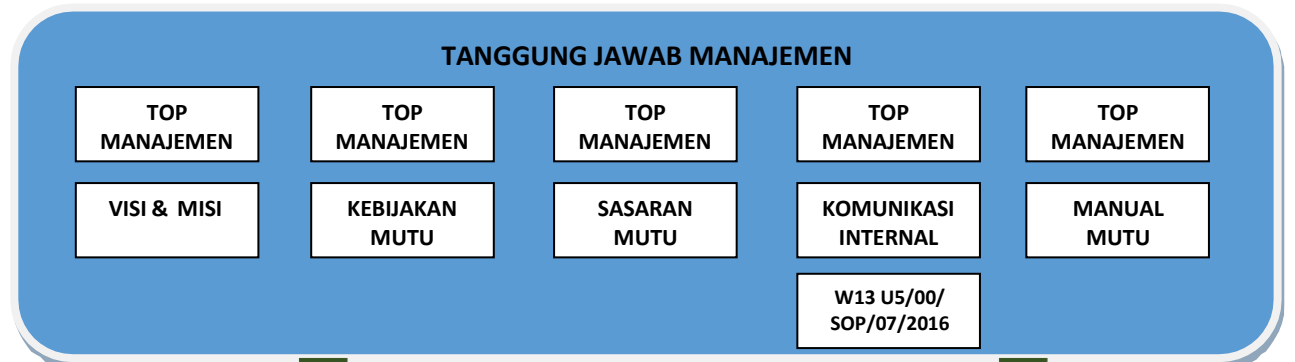 TANGGUNG JAWAB MANAJEMEN
TOP
MANAJEMEN
TOP
MANAJEMEN
TOP
MANAJEMEN
TOP
MANAJEMEN
TOP
MANAJEMEN
VISI & MISI
KEBIJAKAN
MUTU
SASARAN
MUTU
KOMUNIKASI
INTERNAL
MANUAL
MUTU
W13 U5/00/
SOP/07/2016